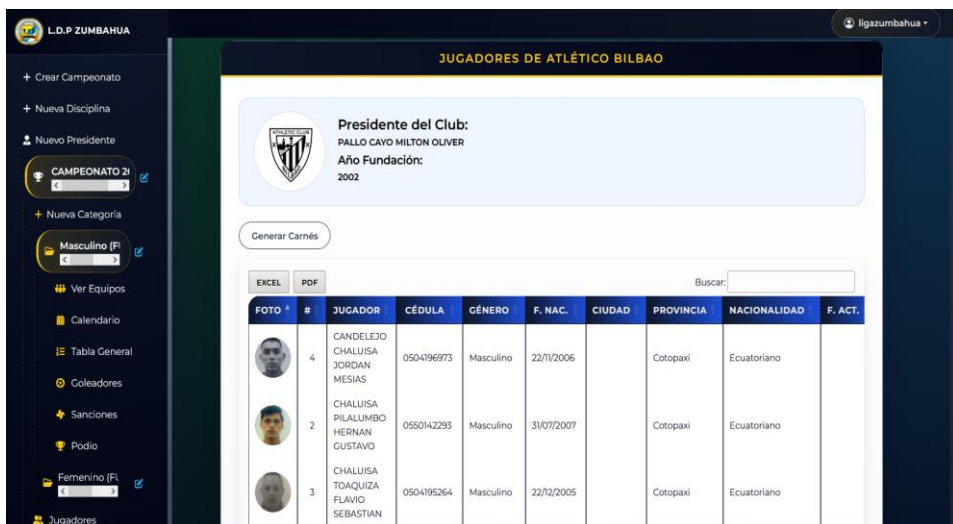 L.D.P ZUMBAHUA
ligazumbahua
+ Crear Campeonato
+ Nueva Disciplina
Nuevo Presidente
CAMPEONATO 20
+ Nueva Categoría
Masculino (F
Ver Equipos
Calendario
Tabla General
Goleadores
Sanciones
Podio
Femenino (F
Jugadores
JUGADORES DE ATLÉTICO BILBAO
ATHLETIC CLUB
Presidente del Club:
PALLO CAYO MILTON OLIVER
Año Fundación:
2002
Generar Carnés
EXCEL PDF Buscar:
FOTO # JUGADOR CÉDULA GÉNERO F. NAC. CIUDAD PROVINCIA NACIONALIDAD F. ACT.
CANDELEJO
CHALUISA
4 JORDAN 0504196973 Masculino 22/11/2006 Cotopaxi Ecuatoriano
MESIAS
CHALUISA
PILALUMBO
2 HERNAN 0550142293 Masculino 31/07/2007 Cotopaxi Ecuatoriano
GUSTAVO
CHALUISA
TOAQUIZA
3 FLAVIO 0504195264 Masculino 22/12/2005 Cotopaxi Ecuatoriano
SEBASTIAN